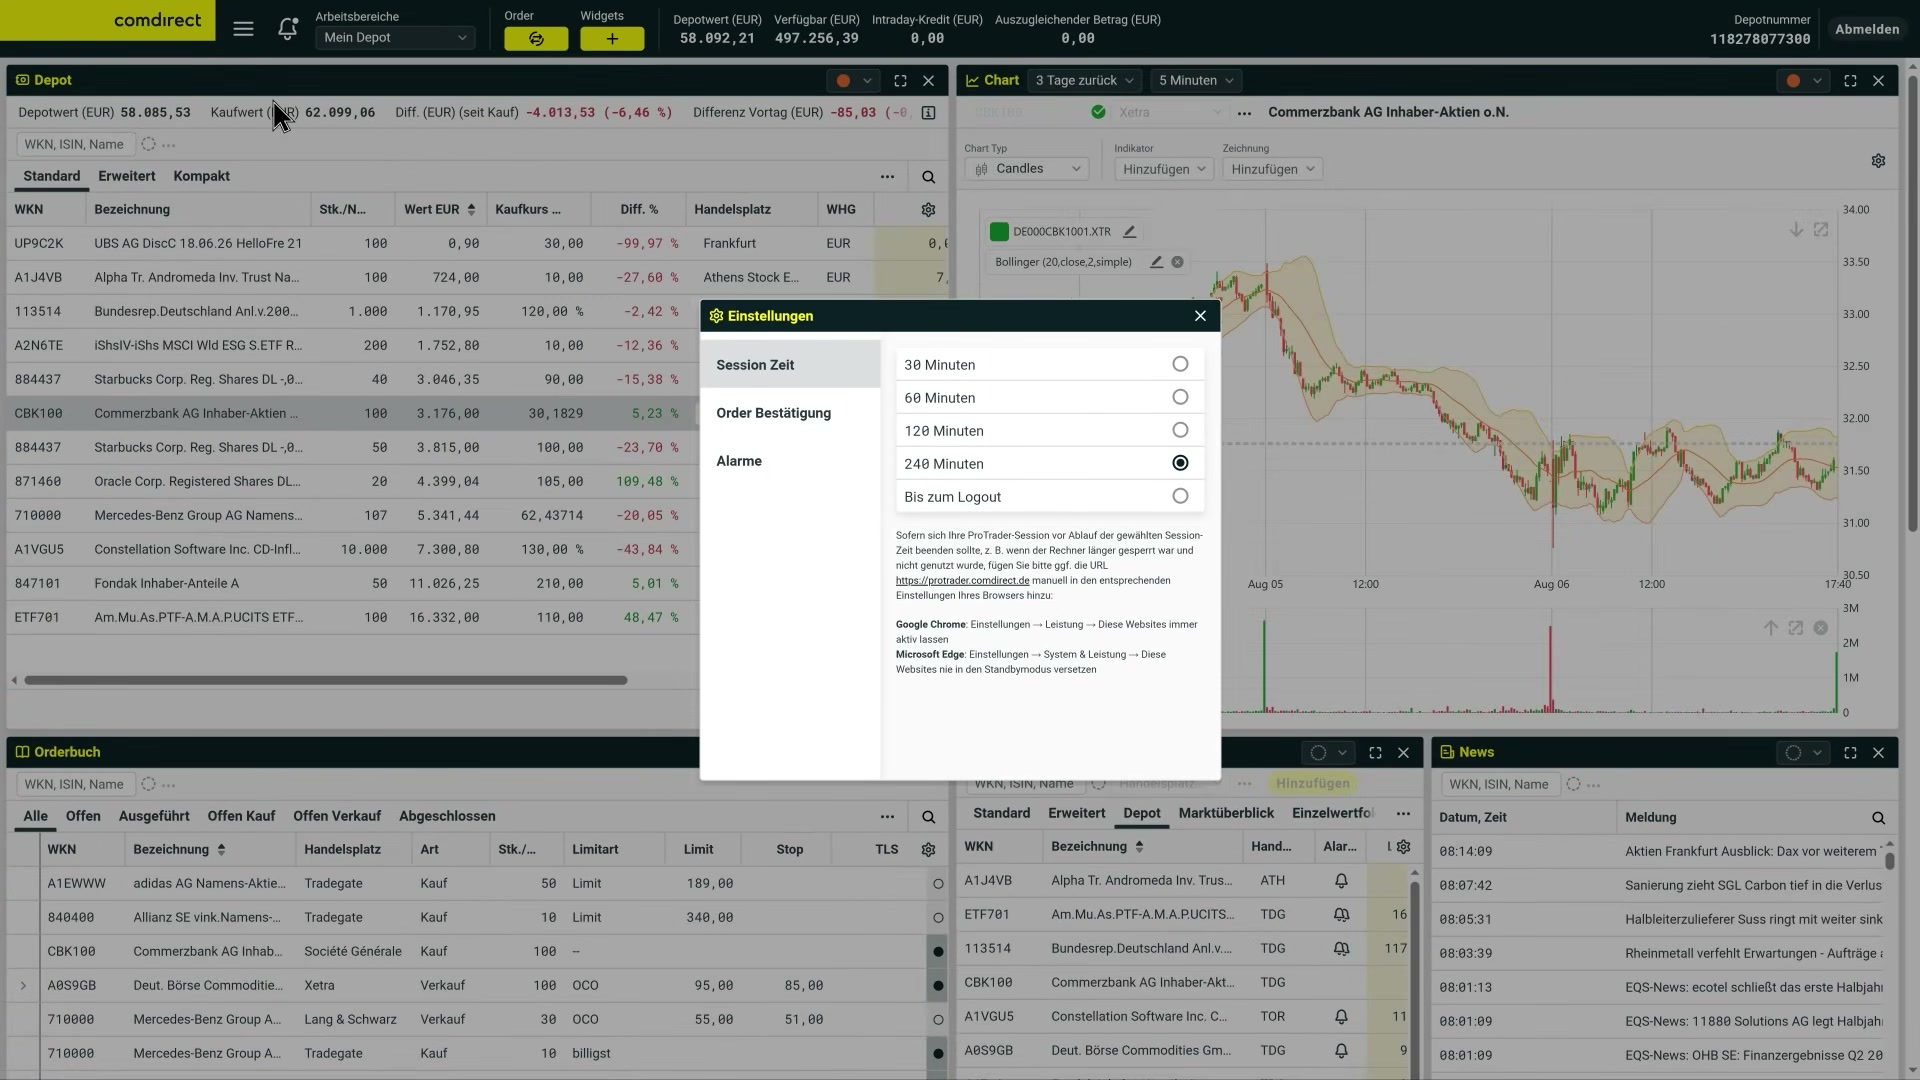 comdirect
Arbeitsbereiche
Mein Depot
Order
Widgets
Depotwert (EUR) Verfügbar (EUR) Intraday-Kredit (EUR) Auszugleichender Betrag (EUR)
58.092,21 497.256,39 0,00 0,00
Depotnummer
118278077300
Abmelden
Depot
Depotwert (EUR) 58.085,53 Kaufwert (EUR) 62.099,06 Diff. (EUR) (seit Kauf) -4.013,53 (-6,46 %) Differenz Vortag (EUR) -85,03 (-0
WKN, ISIN, Name
Standard Erweitert Kompakt
WKN Bezeichnung Stk./N... Wert EUR Kaufkurs ... Diff. % Handelsplatz WHG
UP9C2K UBS AG DiscC 18.06.26 HelloFre 21 100 0,90 30,00 -99,97 % Frankfurt EUR
A1J4VB Alpha Tr. Andromeda Inv. Trust Na... 100 724,00 10,00 -27,60 % Athens Stock E... EUR 7,
113514 Bundesrep.Deutschland Anl.v.200... 1.000 1.170,95 120,00 % -2,42 %
A2N6TE iShsIV-iShs MSCI Wld ESG S.ETF R... 200 1.752,80 10,00 -12,36 %
884437 Starbucks Corp. Reg. Shares DL -,0... 40 3.046,35 90,00 -15,38 %
CBK100 Commerzbank AG Inhaber-Aktien ... 100 3.176,00 30,1829 5,23 %
884437 Starbucks Corp. Reg. Shares DL -,0... 50 3.815,00 100,00 -23,70 %
871460 Oracle Corp. Registered Shares DL... 20 4.399,04 105,00 109,48 %
710000 Mercedes-Benz Group AG Namens... 107 5.341,44 62,43714 -20,05 %
A1VGU5 Constellation Software Inc. CD-Infl... 10.000 7.300,80 130,00 % -43,84 %
847101 Fondak Inhaber-Anteile A 50 11.026,25 210,00 5,01 %
ETF701 Am.Mu.As.PTF-A.M.A.P.UCITS ETF... 100 16.332,00 110,00 48,47 %
Chart 3 Tage zurück 5 Minuten
CBK100 Xetra ... Commerzbank AG Inhaber-Aktien o.N.
Chart Typ Indikator Zeichnung
Candles Hinzufügen Hinzufügen
DE000CBK1001.XTR
Bollinger (20,close,2,simple)
34.00
33.50
33.00
32.50
32.00
31.50
31.00
30.50
Aug 05 12:00 Aug 06 12:00 17:40
3M
2M
1M
0
Einstellungen
Session Zeit
Order Bestätigung
Alarme
30 Minuten
60 Minuten
120 Minuten
240 Minuten
Bis zum Logout
Sofern sich Ihre ProTrader-Session vor Ablauf der gewählten Session-
Zeit beenden sollte, z. B. wenn der Rechner länger gesperrt war und
nicht genutzt wurde, fügen Sie bitte ggf. die URL
https://protrader.comdirect.de manuell in den entsprechenden
Einstellungen Ihres Browsers hinzu:
Google Chrome: Einstellungen → Leistung → Diese Websites immer
aktiv lassen
Microsoft Edge: Einstellungen → System & Leistung → Diese
Websites nie in den Standbymodus versetzen
Orderbuch
WKN, ISIN, Name
Alle Offen Ausgeführt Offen Kauf Offen Verkauf Abgeschlossen
WKN Bezeichnung Handelsplatz Art Stk./... Limitart Limit Stop TLS
A1EWWW adidas AG Namens-Aktie... Tradegate Kauf 50 Limit 189,00
840400 Allianz SE vink.Namens-... Tradegate Kauf 10 Limit 340,00
CBK100 Commerzbank AG Inhab... Société Générale Kauf 100 --
A0S9GB Deut. Börse Commoditie... Xetra Verkauf 100 OCO 95,00 85,00
710000 Mercedes-Benz Group A... Lang & Schwarz Verkauf 30 OCO 55,00 51,00
710000 Mercedes-Benz Group A... Tradegate Kauf 10 billigst
WKN, ISIN, Name Handelsplatz... Hinzufügen
Standard Erweitert Depot Marktüberblick Einzelwertfo
WKN Bezeichnung Hand... Alar...
A1J4VB Alpha Tr. Andromeda Inv. Trus... ATH
ETF701 Am.Mu.As.PTF-A.M.A.P.UCITS... TDG 16
113514 Bundesrep.Deutschland Anl.v.... TDG 117
CBK100 Commerzbank AG Inhaber-Akt... TDG
A1VGU5 Constellation Software Inc. C... TOR 11
A0S9GB Deut. Börse Commodities Gm... TDG 9
News
WKN, ISIN, Name
Datum, Zeit Meldung
08:14:09 Aktien Frankfurt Ausblick: Dax vor weiterem
08:07:42 Sanierung zieht SGL Carbon tief in die Verlus
08:05:31 Halbleiterzulieferer Suss ringt mit weiter sink
08:03:39 Rheinmetall verfehlt Erwartungen - Aufträge
08:01:13 EQS-News: ecotel schließt das erste Halbjah
08:01:09 EQS-News: 11880 Solutions AG legt Halbjah
08:01:09 EQS-News: OHB SE: Finanzergebnisse Q2 20